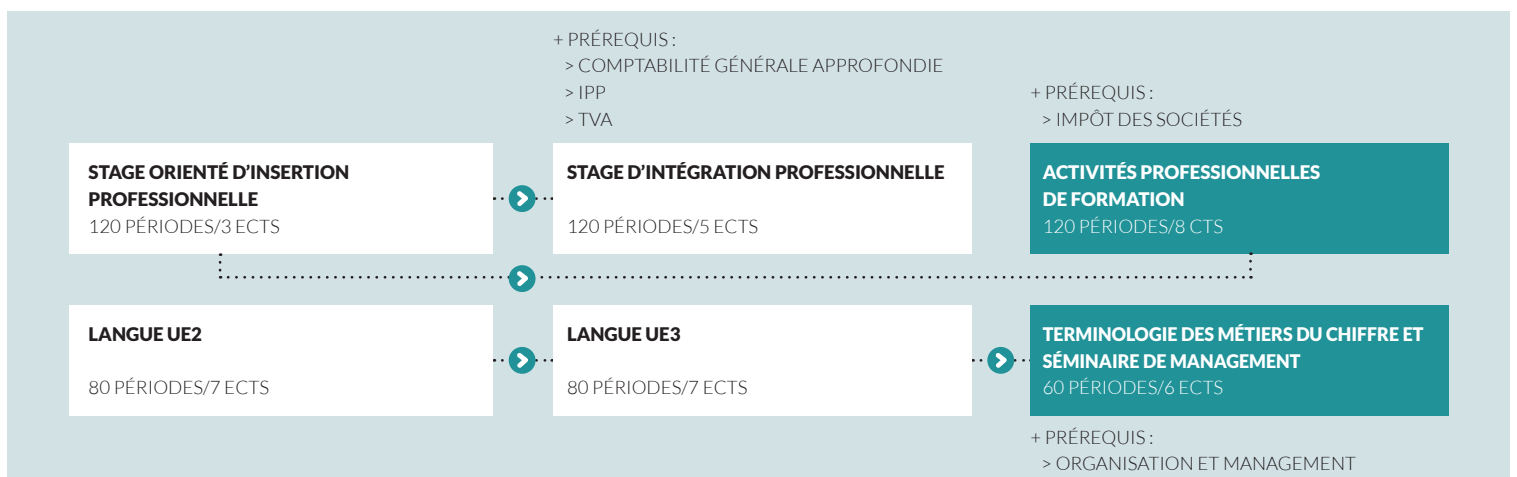 + PRÉREQUIS :
> COMPTABILITÉ GÉNÉRALE APPROFONDIE
> IPP
> TVA
+ PRÉREQUIS :
> IMPÔT DES SOCIÉTÉS
STAGE ORIENTÉ D’INSERTION
PROFESSIONNELLE
120 PÉRIODES/3 ECTS
STAGE D’INTÉGRATION PROFESSIONNELLE
120 PÉRIODES/5 ECTS
ACTIVITÉS PROFESSIONNELLES
DE FORMATION
120 PÉRIODES/8 CTS
LANGUE UE2
80 PÉRIODES/7 ECTS
LANGUE UE3
80 PÉRIODES/7 ECTS
TERMINOLOGIE DES MÉTIERS DU CHIFFRE ET
SÉMINAIRE DE MANAGEMENT
60 PÉRIODES/6 ECTS
+ PRÉREQUIS :
> ORGANISATION ET MANAGEMENT